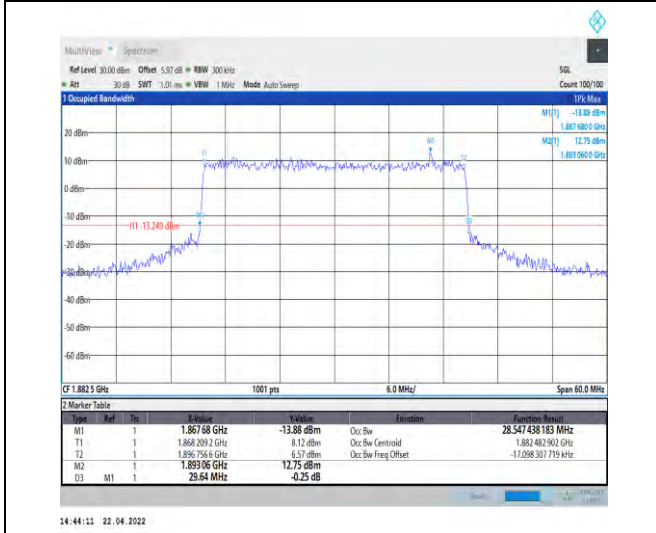 MultiView Spectrum
Ref Level 30.00 dBm Offset 5.97 dB RBW 300 kHz SGL
Att 30 dB SWT 1.01 ms VBW 1 MHz Mode Auto Sweep Count 100/100
1 Occupied Bandwidth 1Pk Max
M1[1] -13.88 dBm
1.867 680 0 GHz
M2[1] 12.75 dBm
1.893 060 0 GHz
20 dBm
M2
T1 T2
10 dBm
0 dBm
-10 dBm
M1
D3
H1 -13.249 dBm
-20 dBm
-30 dBm
-40 dBm
-50 dBm
-60 dBm
CF 1.882 5 GHz 1001 pts 6.0 MHz/ Span 60.0 MHz
2 Marker Table
Type Ref Trc X-Value Y-Value Function Function Result
M1 1 1.867 68 GHz -13.88 dBm Occ Bw 28.547 438 183 MHz
T1 1 1.868 209 2 GHz 8.12 dBm Occ Bw Centroid 1.882 482 902 GHz
T2 1 1.896 756 6 GHz 6.57 dBm Occ Bw Freq Offset -17.098 307 719 kHz
M2 1 1.893 06 GHz 12.75 dBm
D3 M1 1 29.64 MHz -0.25 dB
14:44:11 22.04.2022